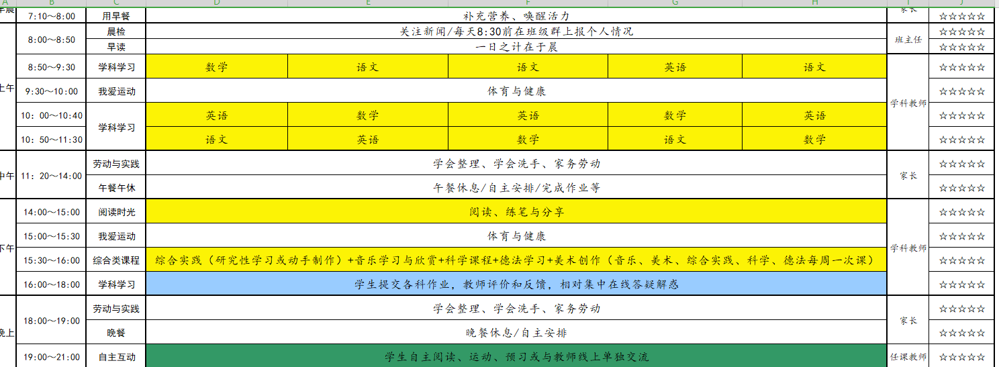 A B C D E F G H I J
早晨 7:10～8:00 用早餐 补充营养、唤醒活力 家长 ☆☆☆☆☆
8:00～8:50 晨检 关注新闻/每天8:30前在班级群上报个人情况 班主任 ☆☆☆☆☆
早读 一日之计在于晨 ☆☆☆☆☆
上午 8:50～9:30 学科学习 数学 语文 语文 英语 语文 学科教师 ☆☆☆☆☆
9:30～10:00 我爱运动 体育与健康 ☆☆☆☆☆
10：00～10:40 学科学习 英语 数学 英语 数学 英语 ☆☆☆☆☆
10：50～11:30 语文 英语 数学 语文 数学 ☆☆☆☆☆
中午 11：20～14:00 劳动与实践 学会整理、学会洗手、家务劳动 家长 ☆☆☆☆☆
午餐午休 午餐休息/自主安排/完成作业等 ☆☆☆☆☆
下午 14:00～15:00 阅读时光 阅读、练笔与分享 学科教师 ☆☆☆☆☆
15:00～15:30 我爱运动 体育与健康 ☆☆☆☆☆
15:30～16:00 综合类课程 综合实践（研究性学习或动手制作）+音乐学习与欣赏+科学课程+德法学习+美术创作（音乐、美术、综合实践、科学、德法每周一次课） ☆☆☆☆☆
16:00～18:00 学科学习 学生提交各科作业，教师评价和反馈，相对集中在线答疑解惑 ☆☆☆☆☆
晚上 18:00～19:00 劳动与实践 学会整理、学会洗手、家务劳动 家长 ☆☆☆☆☆
晚餐 晚餐休息/自主安排 ☆☆☆☆☆
19:00～21:00 自主互动 学生自主阅读、运动、预习或与教师线上单独交流 任课教师 ☆☆☆☆☆